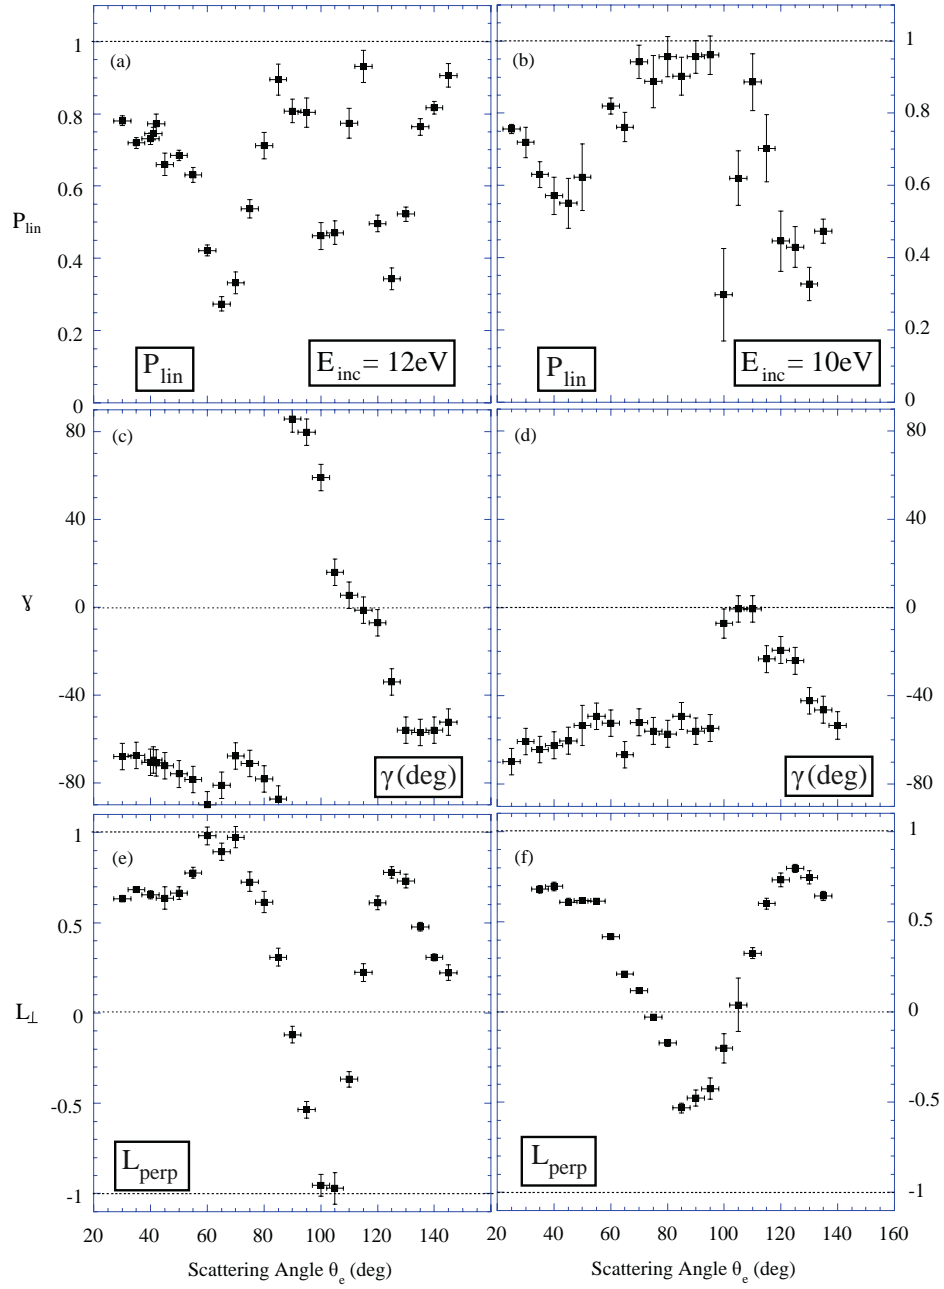 (a)
(b)
1
0.8
0.6
0.4
0.2
0
P_lin
1
0.8
0.6
0.4
0.2
0
P_lin
E_inc = 12eV
P_lin
E_inc = 10eV
(c)
(d)
80
40
0
-40
-80
γ
80
40
0
-40
-80
γ (deg)
γ (deg)
(e)
(f)
1
0.5
0
-0.5
-1
L_⊥
1
0.5
0
-0.5
-1
L_perp
L_perp
20 40 60 80 100 120 140
20 40 60 80 100 120 140 160
Scattering Angle θ_e (deg)
Scattering Angle θ_e (deg)